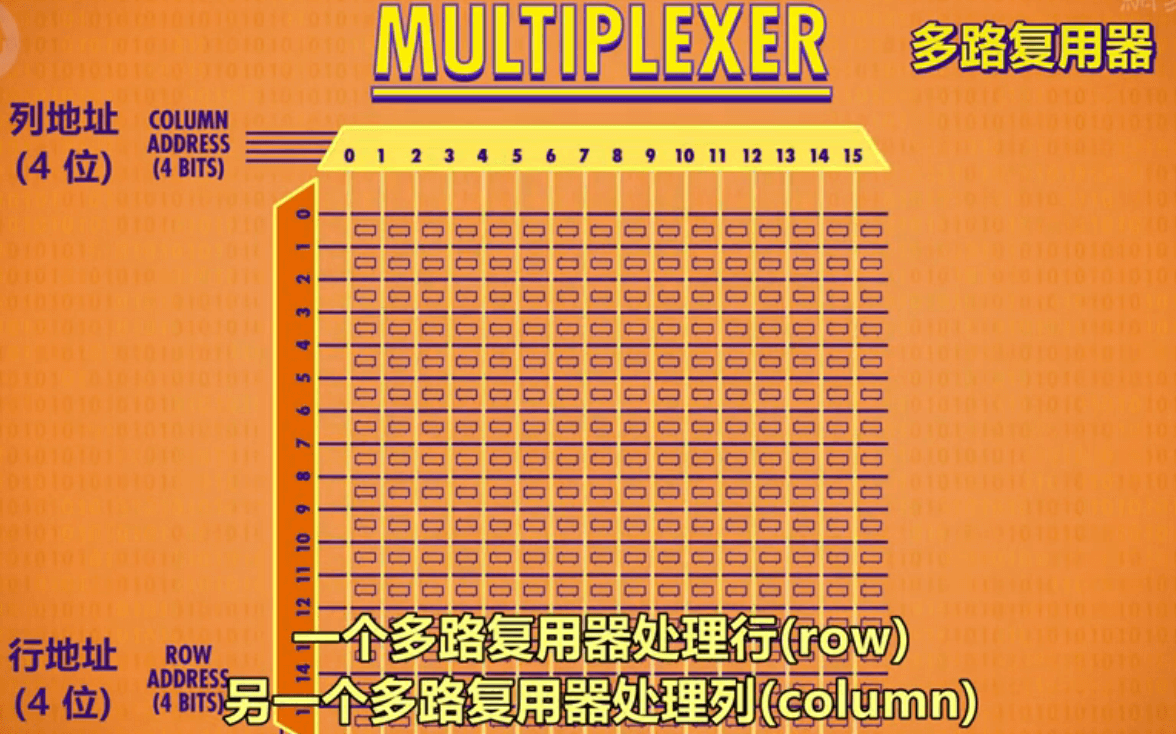 MULTIPLEXER
多路复用器
列地址
(4 位)
COLUMN
ADDRESS
(4 BITS)
0 1 2 3 4 5 6 7 8 9 10 11 12 13 14 15
0
1
2
3
4
5
6
7
8
9
10
11
12
14
行地址
(4 位)
ROW
ADDRESS
(4 BITS)
一个多路复用器处理行(row)
另一个多路复用器处理列(column)